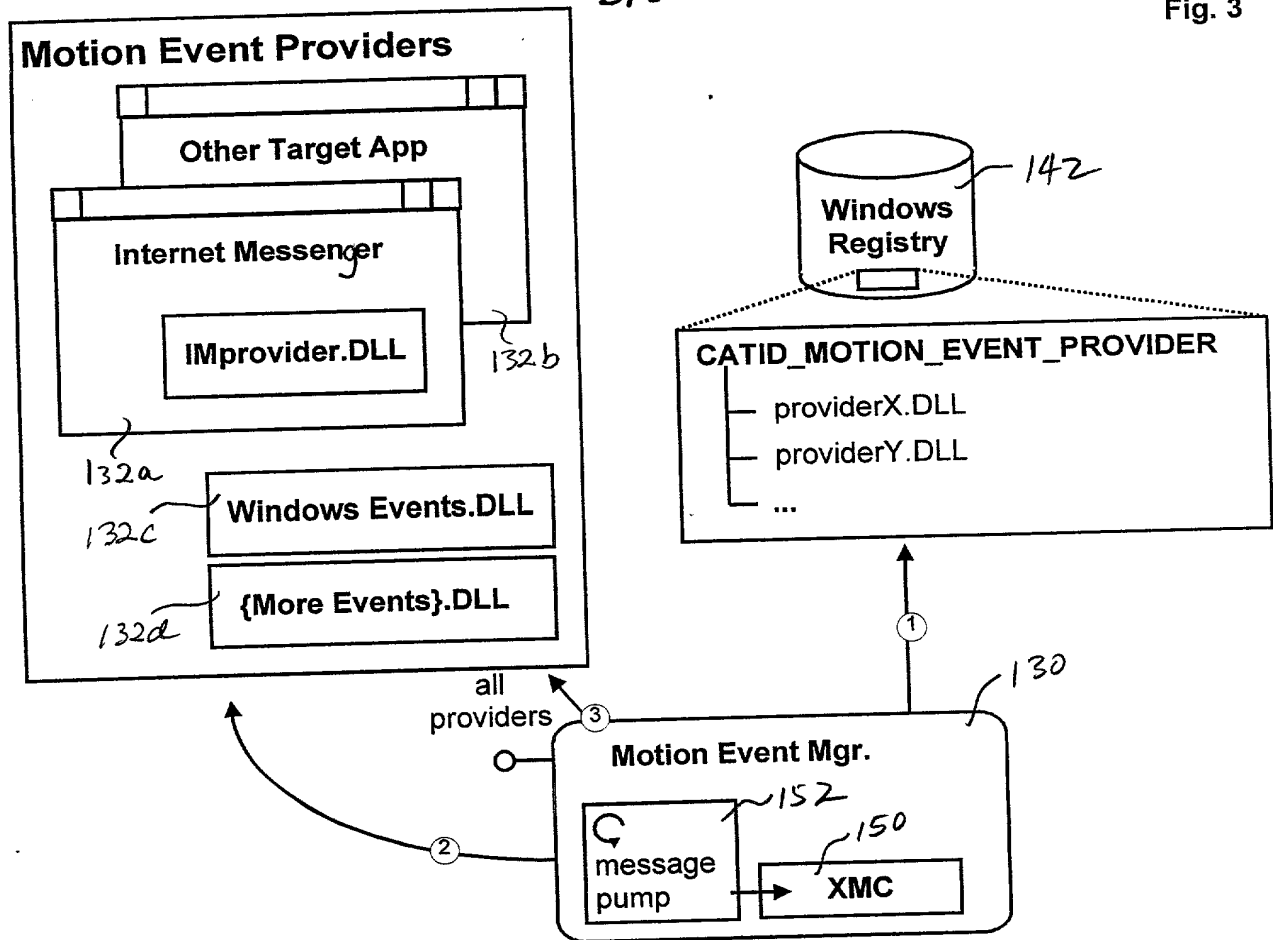 Fig. 3
Motion Event Providers
Other Target App
Internet Messenger
IMprovider.DLL
132b
132a
Windows Events.DLL
132c
{More Events}.DLL
132d
142
Windows
Registry
CATID_MOTION_EVENT_PROVIDER
providerX.DLL
providerY.DLL
...
1
all
providers
3
130
Motion Event Mgr.
152
message
pump
150
XMC
2